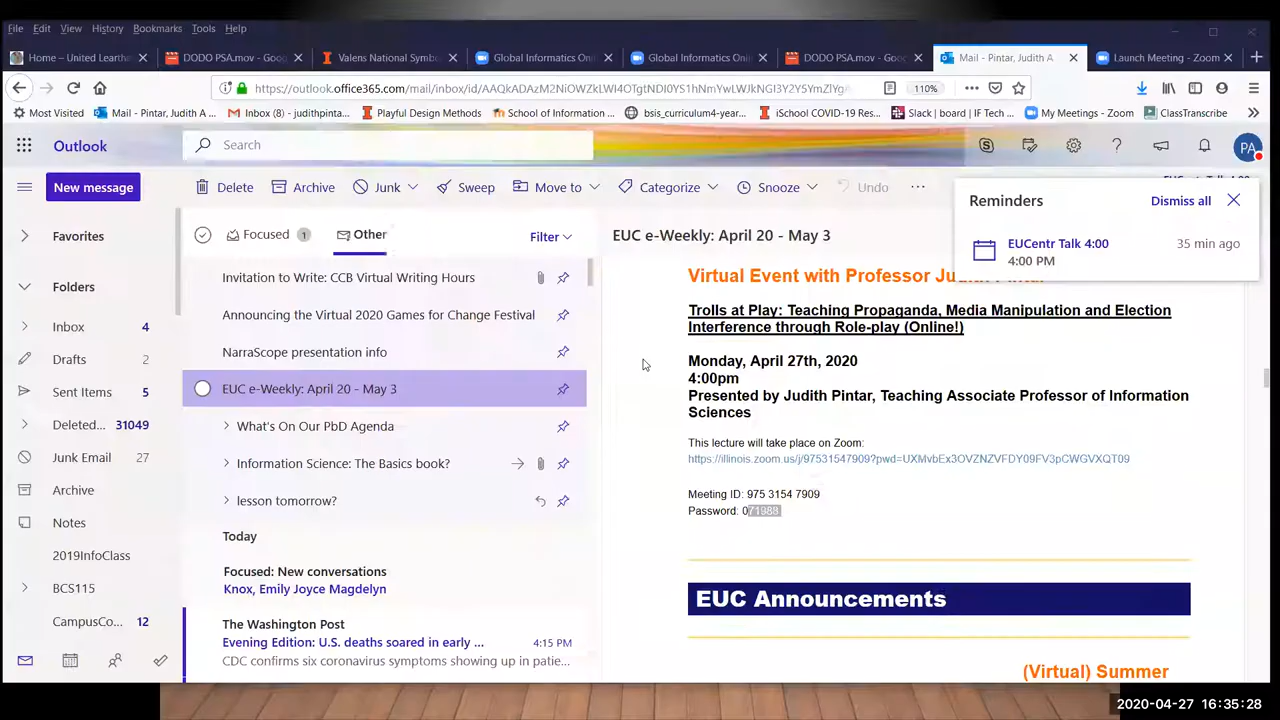 File Edit View History Bookmarks Tools Help
Home – United Learth
DODO PSA.mov - Goo
Valens National Symb
Global Informatics Onl
Global Informatics Onl
DODO PSA.mov - Goo
Mail - Pintar, Judith A
Launch Meeting - Zoom
110%
Most Visited
Mail - Pintar, Judith A ...
Inbox (8) - judithpinta...
Playful Design Methods
School of Information ...
bsis_curriculum4-year...
iSchool COVID-19 Res...
Slack | board | IF Tech ...
My Meetings - Zoom
ClassTranscribe
Outlook
Search
PA
New message
Delete
Archive
Junk
Sweep
Move to
Categorize
Snooze
Undo
Reminders
Dismiss all
EUCentr Talk 4:00
35 min ago
4:00 PM
Favorites
Folders
Inbox 4
Drafts 2
Sent Items 5
Deleted... 31049
Junk Email 27
Archive
Notes
2019InfoClass
BCS115
CampusCo... 12
Focused 1
Other
Filter
Invitation to Write: CCB Virtual Writing Hours
Announcing the Virtual 2020 Games for Change Festival
NarraScope presentation info
EUC e-Weekly: April 20 - May 3
What's On Our PbD Agenda
Information Science: The Basics book?
lesson tomorrow?
Today
Focused: New conversations
Knox, Emily Joyce Magdelyn
The Washington Post
Evening Edition: U.S. deaths soared in early ... 4:15 PM
CDC confirms six coronavirus symptoms showing up in patie...
EUC e-Weekly: April 20 - May 3
Virtual Event with Professor
Trolls at Play: Teaching Propaganda, Media Manipulation and Election
Interference through Role-play (Online!)
Monday, April 27th, 2020
4:00pm
Presented by Judith Pintar, Teaching Associate Professor of Information
Sciences
This lecture will take place on Zoom:
https://illinois.zoom.us/j/97531547909?pwd=UXMvbEx3OVZNZVFDY09FV3pCWGVXQT09
Meeting ID: 975 3154 7909
Password: 071988
EUC Announcements
(Virtual) Summer
2020-04-27 16:35:28